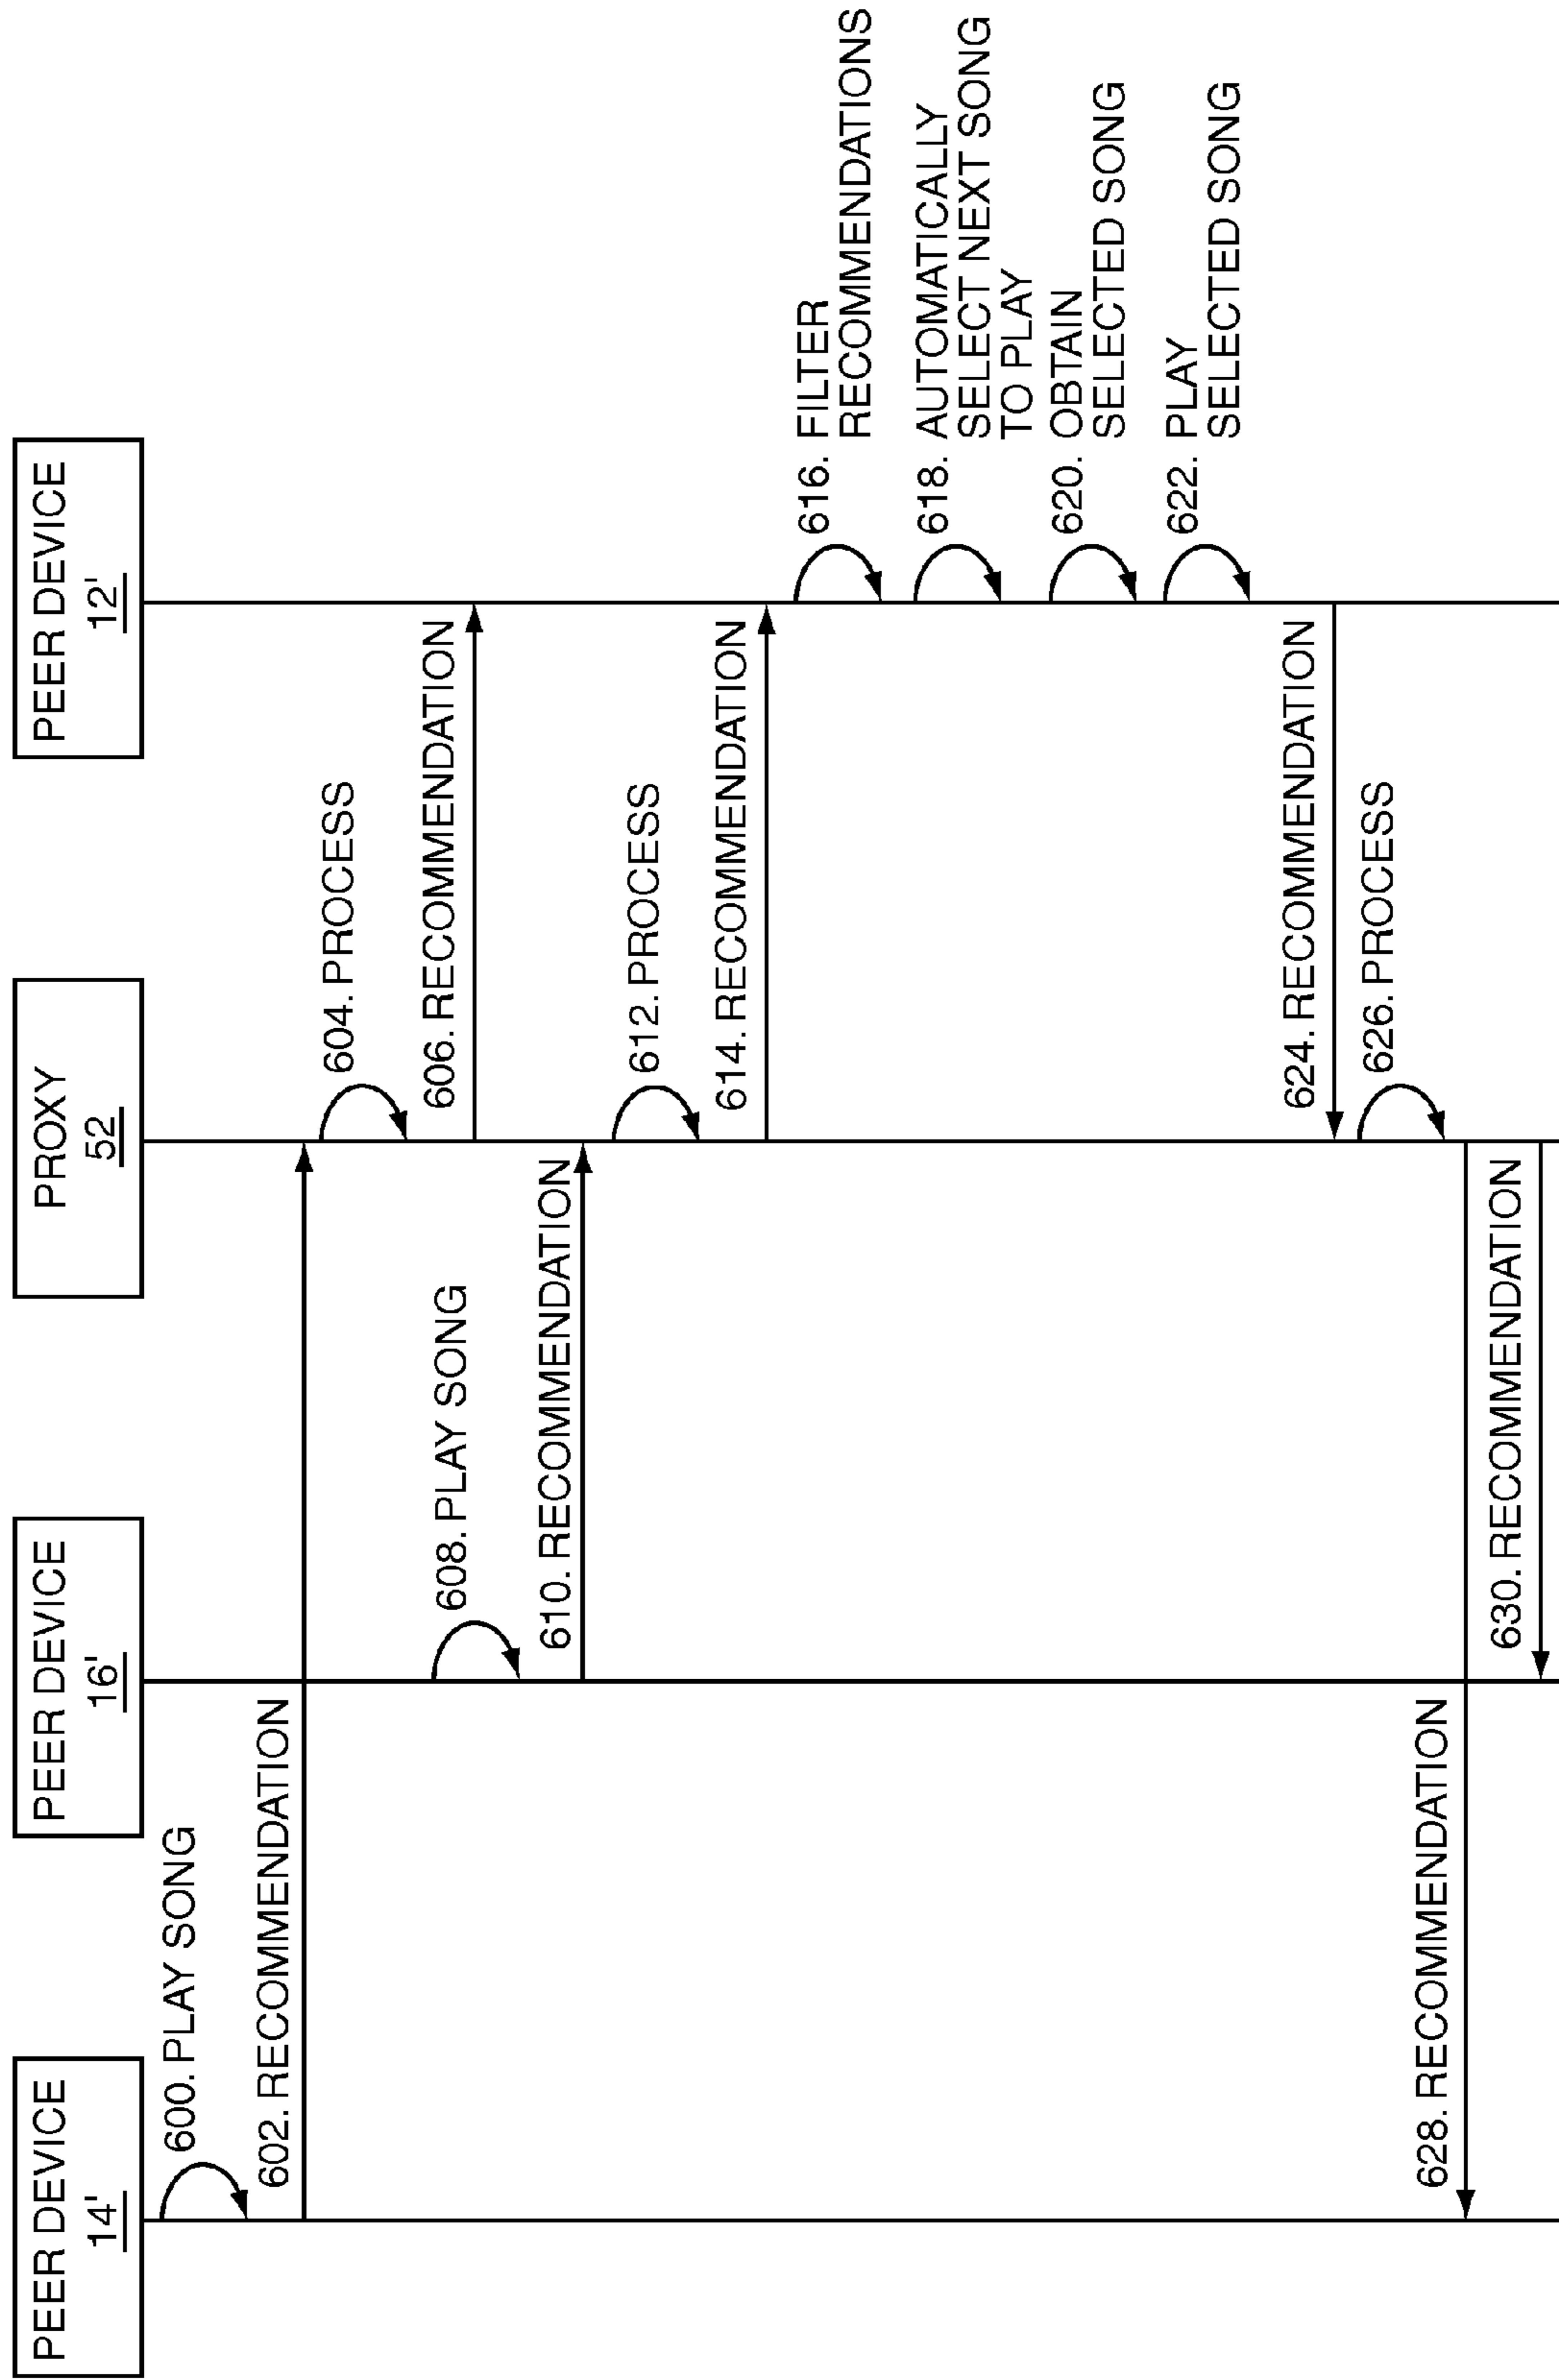 PEER DEVICE
14'
PEER DEVICE
16'
PROXY
52
PEER DEVICE
12'
600. PLAY SONG
602. RECOMMENDATION
604. PROCESS
606. RECOMMENDATION
608. PLAY SONG
610. RECOMMENDATION
612. PROCESS
614. RECOMMENDATION
616. FILTER
RECOMMENDATIONS
618. AUTOMATICALLY
SELECT NEXT SONG
TO PLAY
620. OBTAIN
SELECTED SONG
622. PLAY
SELECTED SONG
624. RECOMMENDATION
626. PROCESS
628. RECOMMENDATION
630. RECOMMENDATION